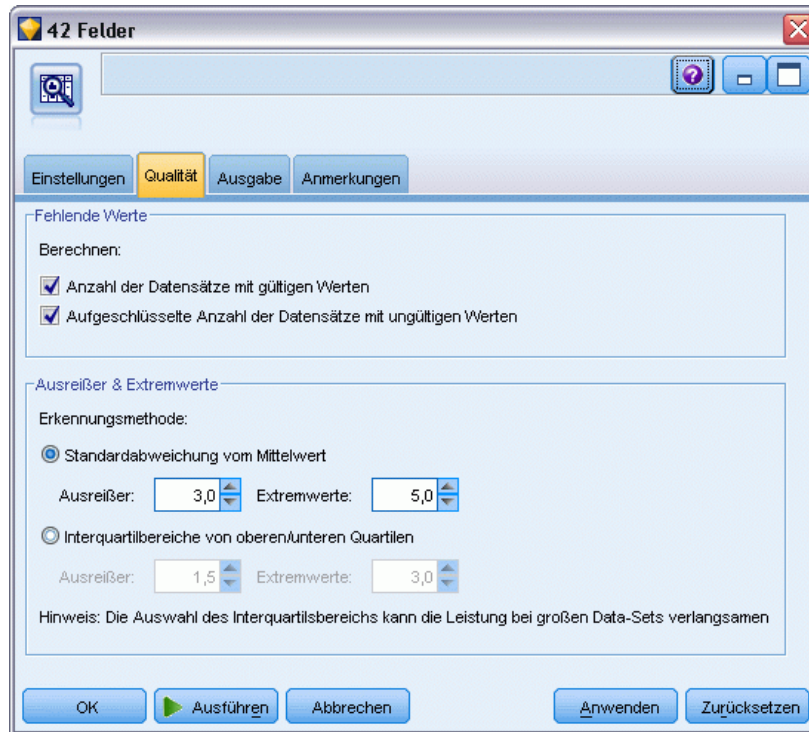 42 Felder
Einstellungen Qualität Ausgabe Anmerkungen
Fehlende Werte
Berechnen:
Anzahl der Datensätze mit gültigen Werten
Aufgeschlüsselte Anzahl der Datensätze mit ungültigen Werten
Ausreißer & Extremwerte
Erkennungsmethode:
Standardabweichung vom Mittelwert
Ausreißer: 3,0 Extremwerte: 5,0
Interquartilbereiche von oberen/unteren Quartilen
Ausreißer: 1,5 Extremwerte: 3,0
Hinweis: Die Auswahl des Interquartilsbereichs kann die Leistung bei großen Data-Sets verlangsamen
OK Ausführen Abbrechen Anwenden Zurücksetzen